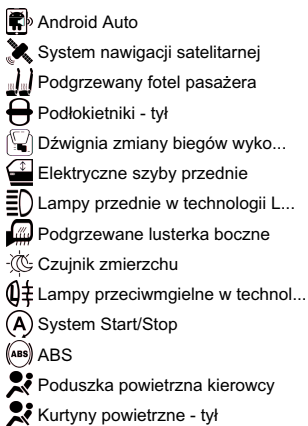 Android Auto
System nawigacji satelitarnej
Podgrzewany fotel pasażera
Podłokietniki - tył
Dźwignia zmiany biegów wyko...
Elektryczne szyby przednie
Lampy przednie w technologii L...
Podgrzewane lusterka boczne
Czujnik zmierzchu
Lampy przeciwmgielne w technol...
A System Start/Stop
ABS ABS
Poduszka powietrzna kierowcy
Kurtyny powietrzne - tył